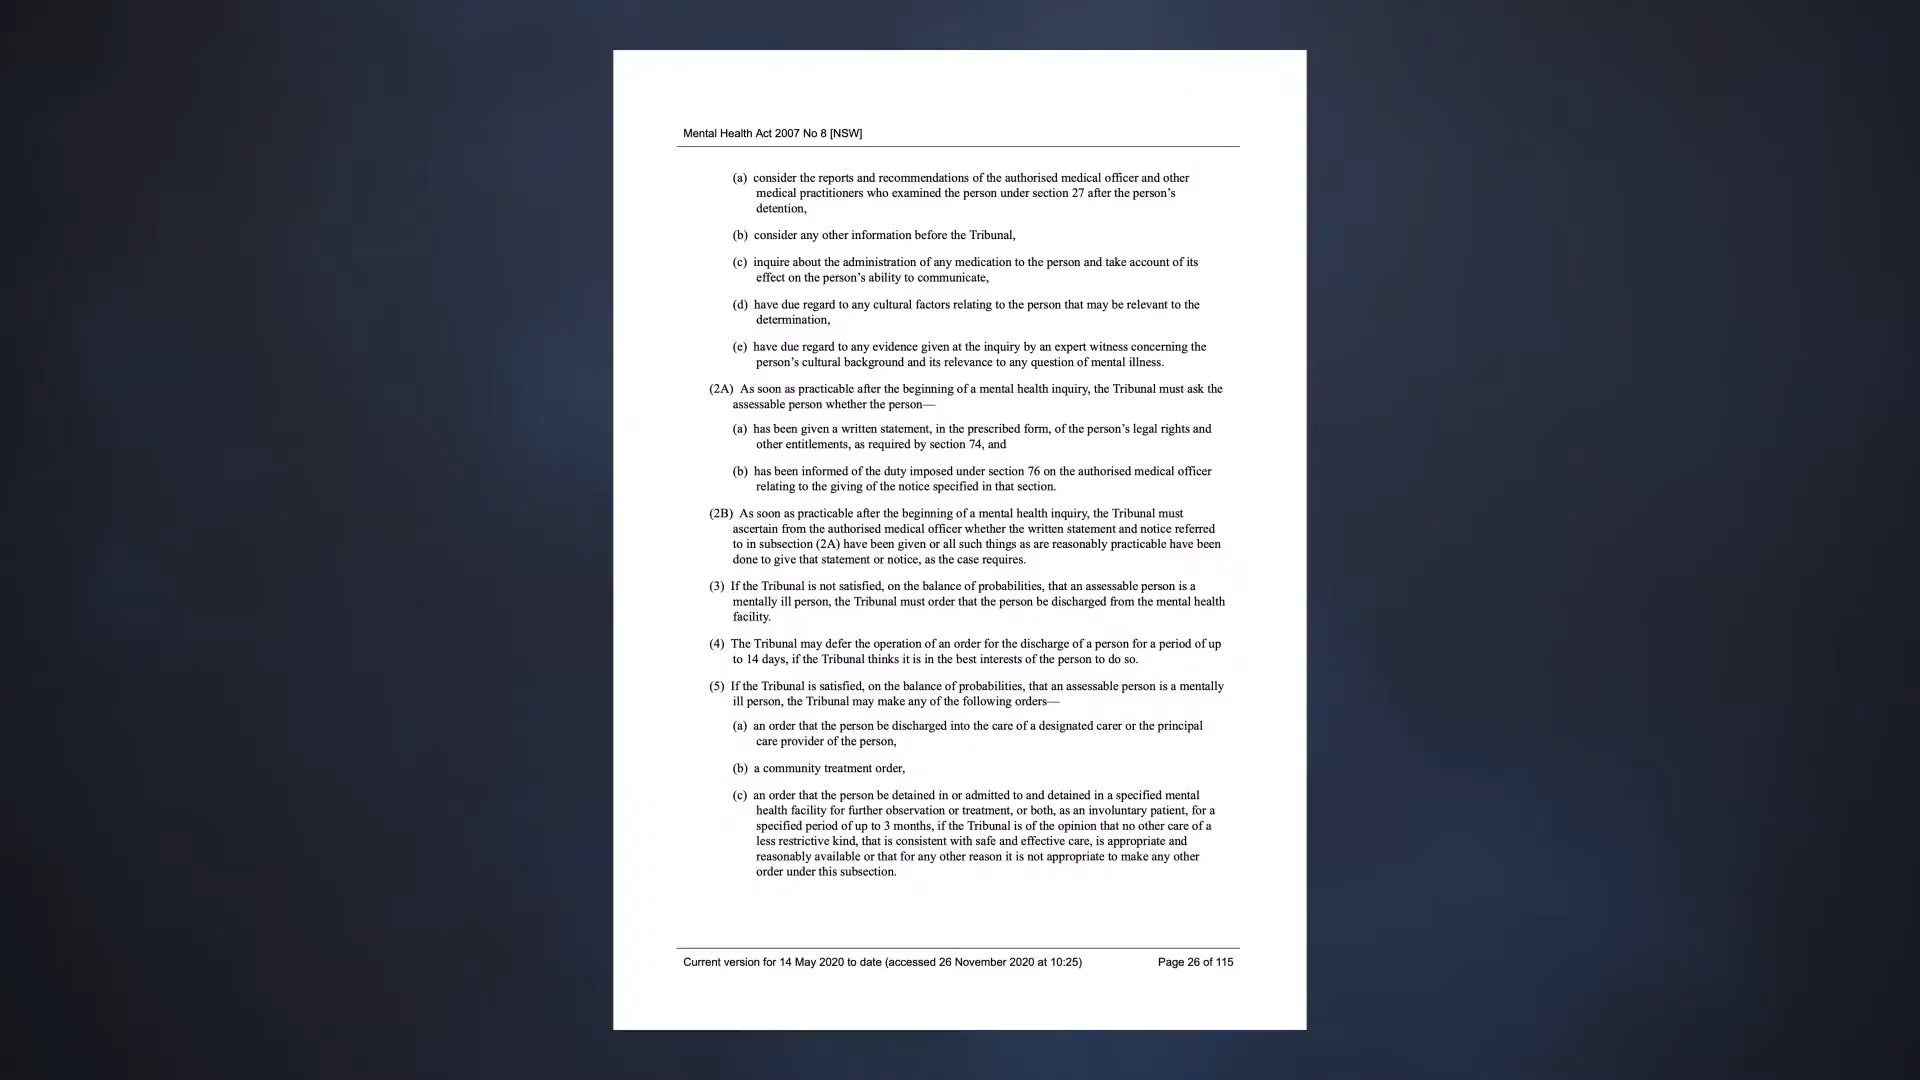 Mental Health Act 2007 No 8 [NSW]
(a) consider the reports and recommendations of the authorised medical officer and other
medical practitioners who examined the person under section 27 after the person's
detention,
(b) consider any other information before the Tribunal,
(c) inquire about the administration of any medication to the person and take account of its
effect on the person's ability to communicate,
(d) have due regard to any cultural factors relating to the person that may be relevant to the
determination,
(e) have due regard to any evidence given at the inquiry by an expert witness concerning the
person's cultural background and its relevance to any question of mental illness.
(2A) As soon as practicable after the beginning of a mental health inquiry, the Tribunal must ask the
assessable person whether the person—
(a) has been given a written statement, in the prescribed form, of the person's legal rights and
other entitlements, as required by section 74, and
(b) has been informed of the duty imposed under section 76 on the authorised medical officer
relating to the giving of the notice specified in that section.
(2B) As soon as practicable after the beginning of a mental health inquiry, the Tribunal must
ascertain from the authorised medical officer whether the written statement and notice referred
to in subsection (2A) have been given or all such things as are reasonably practicable have been
done to give that statement or notice, as the case requires.
(3) If the Tribunal is not satisfied, on the balance of probabilities, that an assessable person is a
mentally ill person, the Tribunal must order that the person be discharged from the mental health
facility.
(4) The Tribunal may defer the operation of an order for the discharge of a person for a period of up
to 14 days, if the Tribunal thinks it is in the best interests of the person to do so.
(5) If the Tribunal is satisfied, on the balance of probabilities, that an assessable person is a mentally
ill person, the Tribunal may make any of the following orders—
(a) an order that the person be discharged into the care of a designated carer or the principal
care provider of the person,
(b) a community treatment order,
(c) an order that the person be detained in or admitted to and detained in a specified mental
health facility for further observation or treatment, or both, as an involuntary patient, for a
specified period of up to 3 months, if the Tribunal is of the opinion that no other care of a
less restrictive kind, that is consistent with safe and effective care, is appropriate and
reasonably available or that for any other reason it is not appropriate to make any other
order under this subsection.
Current version for 14 May 2020 to date (accessed 26 November 2020 at 10:25)
Page 26 of 115